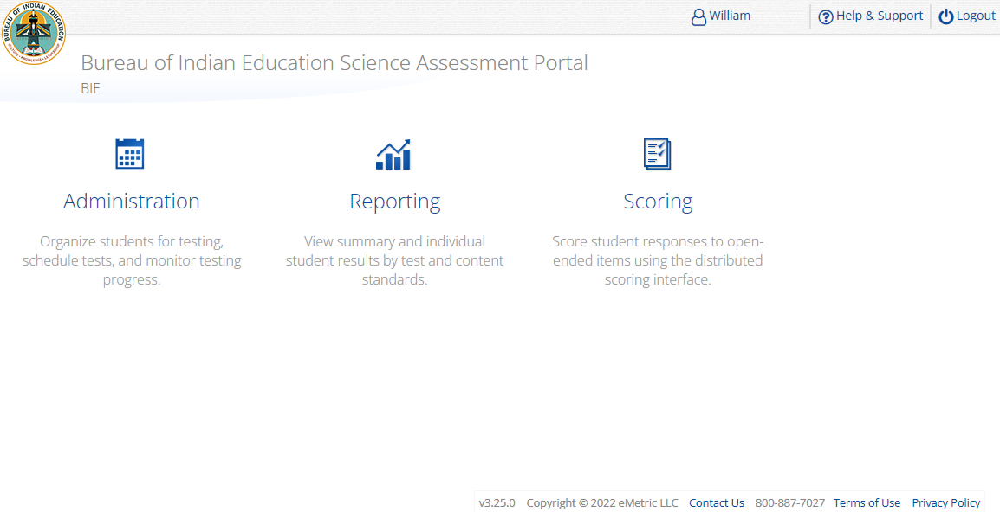 William
Help & Support
Logout
BUREAU OF INDIAN EDUCATION
CULTURE • KNOWLEDGE • LEADERSHIP
Bureau of Indian Education Science Assessment Portal
BIE
Administration
Organize students for testing,
schedule tests, and monitor testing
progress.
Reporting
View summary and individual
student results by test and content
standards.
Scoring
Score student responses to open-
ended items using the distributed
scoring interface.
v3.25.0 Copyright © 2022 eMetric LLC Contact Us 800-887-7027 Terms of Use Privacy Policy